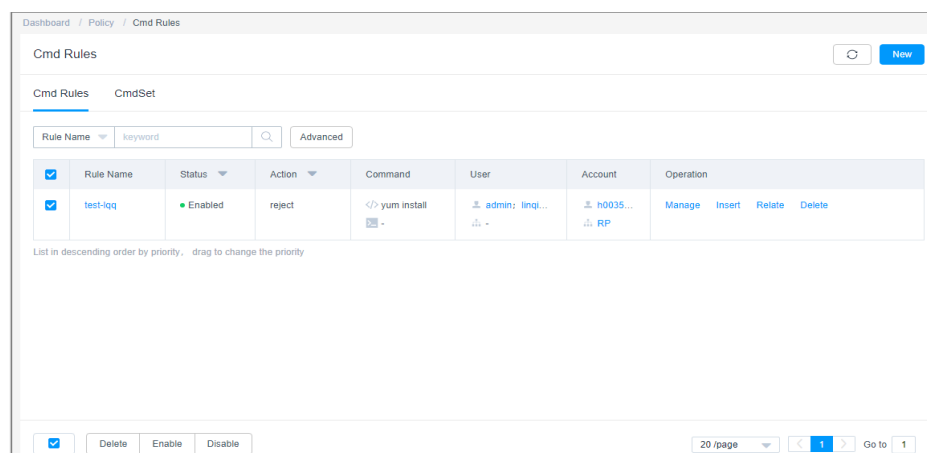 Dashboard / Policy / Cmd Rules
Cmd Rules
New
Cmd Rules CmdSet
Rule Name keyword Advanced
Rule Name Status Action Command User Account Operation
test-lqq Enabled reject </> yum install admin; linqi... h0035... Manage Insert Relate Delete
- - RP
List in descending order by priority, drag to change the priority
Delete Enable Disable 20 /page < 1 > Go to 1